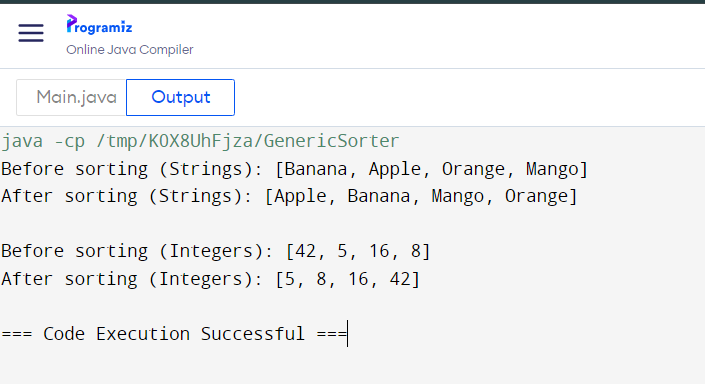 Programiz
Online Java Compiler
Main.java
Output
java -cp /tmp/KOX8UhFjza/GenericSorter
Before sorting (Strings): [Banana, Apple, Orange, Mango]
After sorting (Strings): [Apple, Banana, Mango, Orange]
Before sorting (Integers): [42, 5, 16, 8]
After sorting (Integers): [5, 8, 16, 42]
=== Code Execution Successful ===